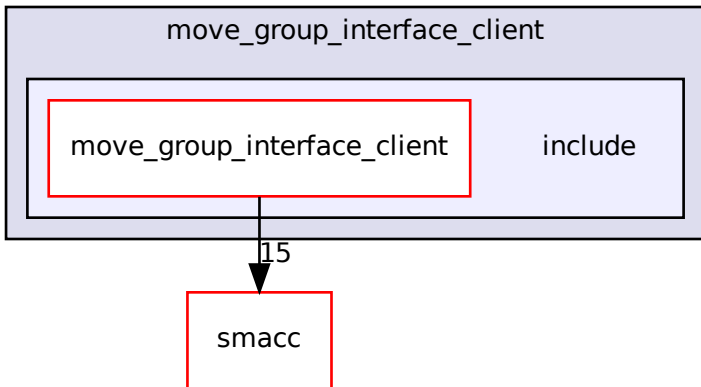 move_group_interface_client
move_group_interface_client
include
15
smacc